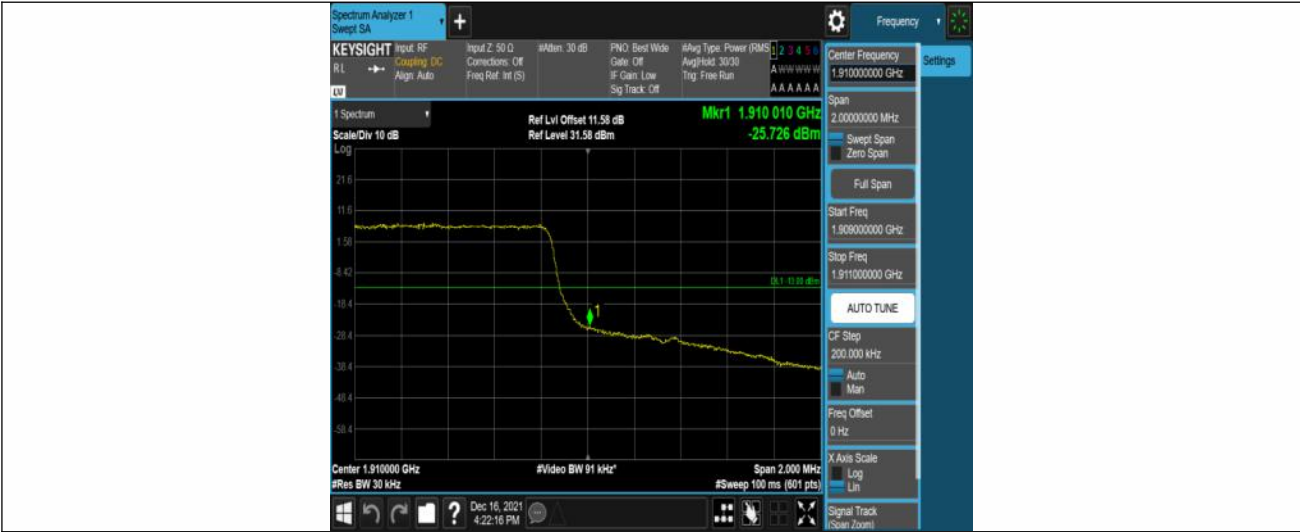 Spectrum Analyzer 1
Swept SA
+
Frequency
KEYSIGHT
RL
Input: RF
Coupling: DC
Align: Auto
Input Z: 50 Ω
Corrections: Off
Freq Ref: Int (S)
#Atten: 30 dB
PNO: Best Wide
Gate: Off
IF Gain: Low
Sig Track: Off
#Avg Type: Power (RMS
Avg|Hold: 30/30
Trig: Free Run
1 2 3 4 5 6
A W W W W W
A A A A A A
1 Spectrum
Scale/Div 10 dB
Log
Ref Lvl Offset 11.58 dB
Ref Level 31.58 dBm
Mkr1 1.910 010 GHz
-25.726 dBm
21.6
11.6
1.58
-8.42
-18.4
-28.4
-38.4
-48.4
-58.4
DL1 -13.00 dBm
1
Center 1.910000 GHz
#Res BW 30 kHz
#Video BW 91 kHz*
Span 2.000 MHz
#Sweep 100 ms (601 pts)
?
Dec 16, 2021
4:22:16 PM
Center Frequency
1.910000000 GHz
Settings
Span
2.00000000 MHz
Swept Span
Zero Span
Full Span
Start Freq
1.909000000 GHz
Stop Freq
1.911000000 GHz
AUTO TUNE
CF Step
200.000 kHz
Auto
Man
Freq Offset
0 Hz
X Axis Scale
Log
Lin
Signal Track
(Span Zoom)